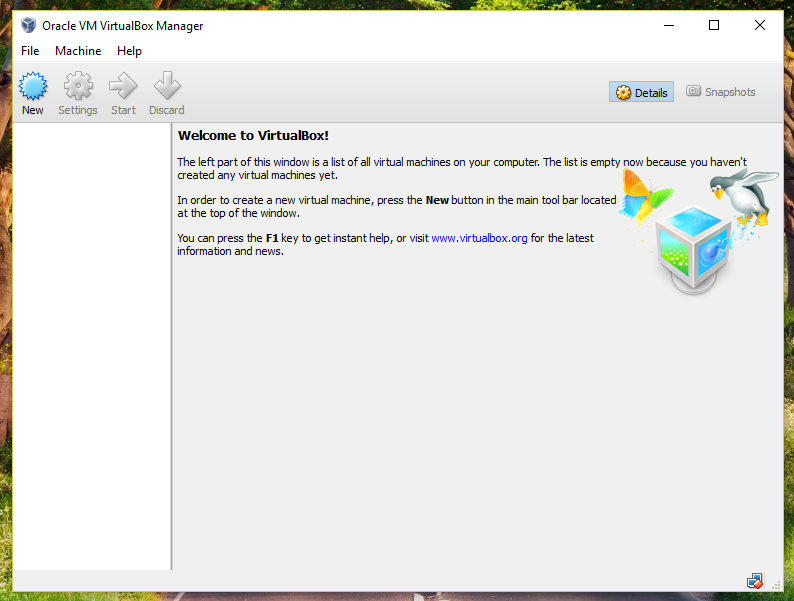 Oracle VM VirtualBox Manager
File Machine Help
New Settings Start Discard
Details Snapshots
Welcome to VirtualBox!
The left part of this window is a list of all virtual machines on your computer. The list is empty now because you haven't
created any virtual machines yet.
In order to create a new virtual machine, press the New button in the main tool bar located
at the top of the window.
You can press the F1 key to get instant help, or visit www.virtualbox.org for the latest
information and news.